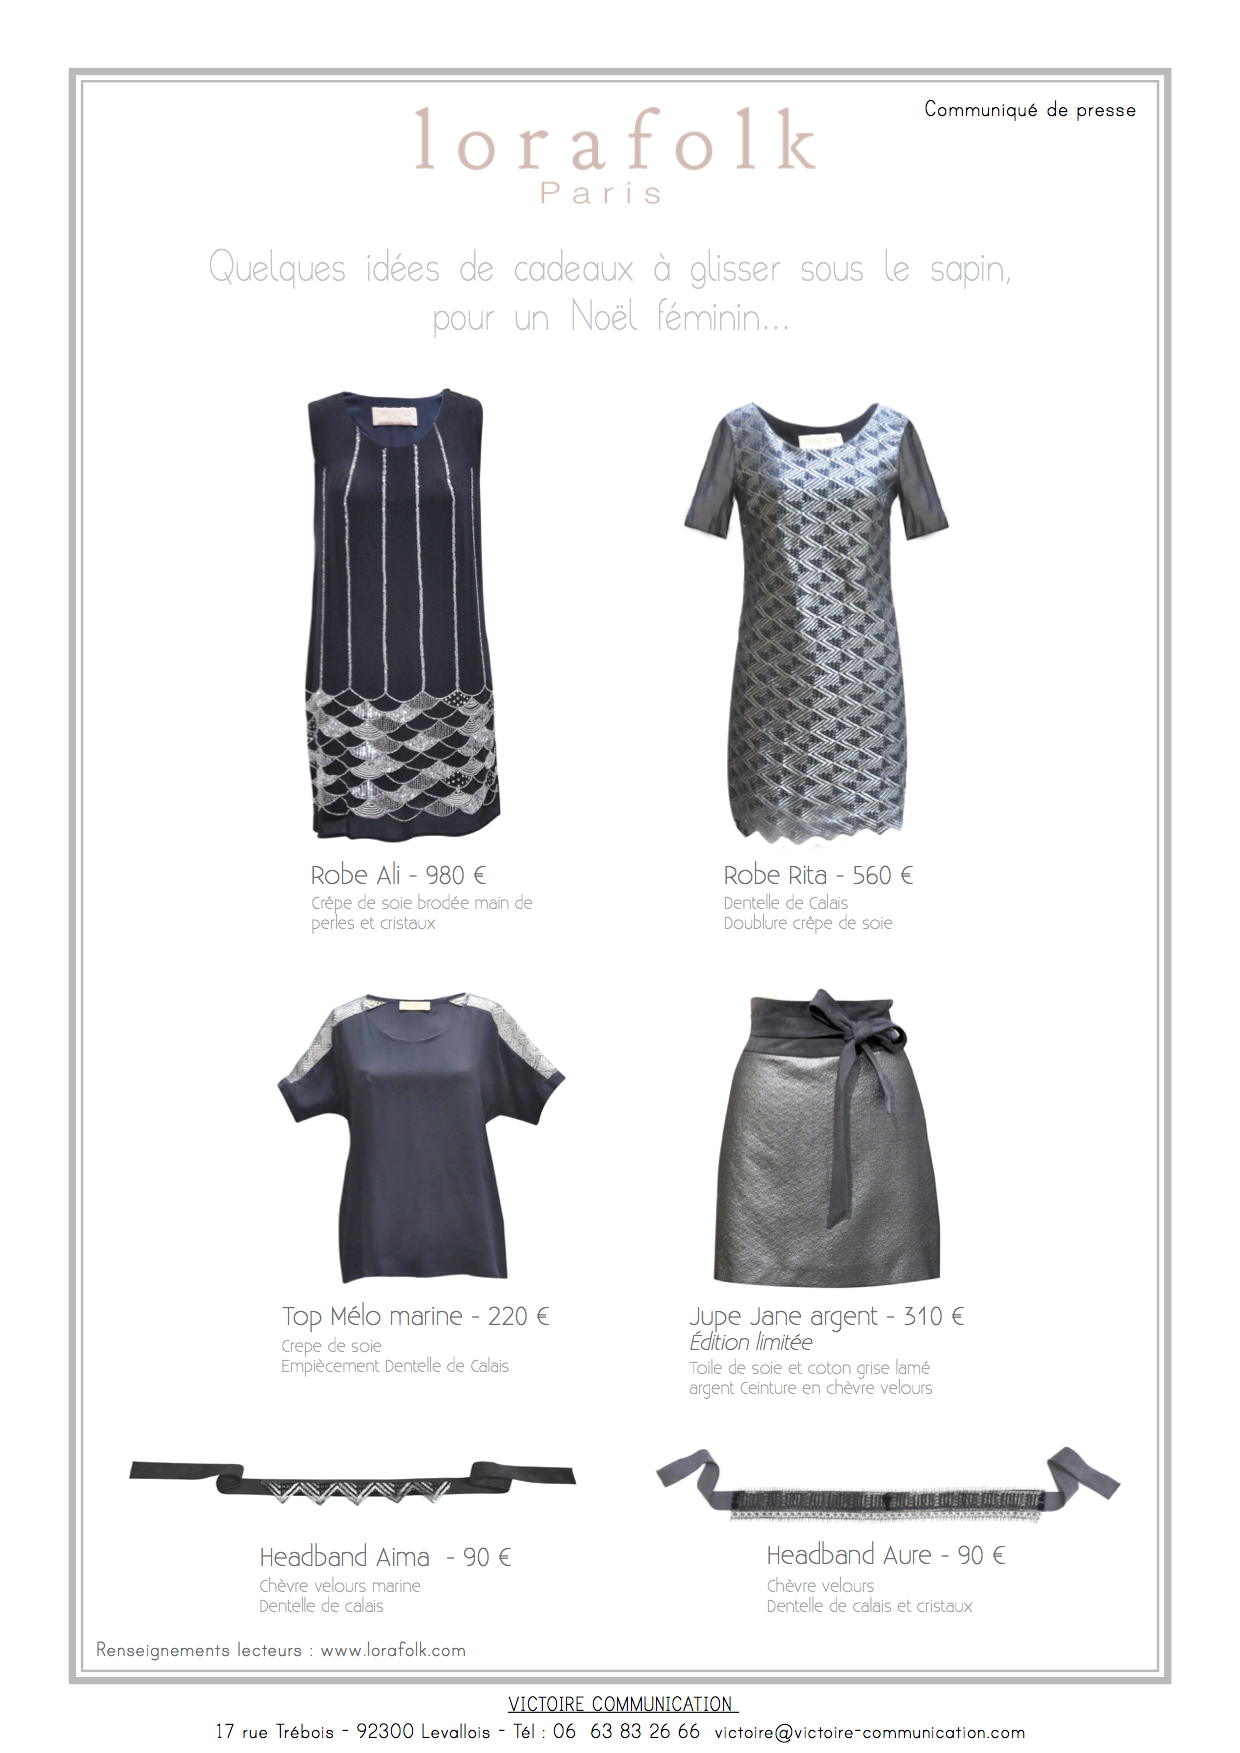 Communiqué de presse
lorafolk
Paris
Quelques idées de cadeaux à glisser sous le sapin,
pour un Noël féminin...
Robe Ali - 980 €
Crêpe de soie brodée main de
perles et cristaux
Robe Rita - 560 €
Dentelle de Calais
Doublure crêpe de soie
Top Mélo marine - 220 €
Crepe de soie
Empiècement Dentelle de Calais
Jupe Jane argent - 310 €
Édition limitée
Toile de soie et coton grise lamé
argent Ceinture en chèvre velours
Headband Aima - 90 €
Chèvre velours marine
Dentelle de calais
Headband Aure - 90 €
Chèvre velours
Dentelle de calais et cristaux
Renseignements lecteurs : www.lorafolk.com
VICTOIRE COMMUNICATION
17 rue Trébois - 92300 Levallois - Tél : 06 63 83 26 66 victoire@victoire-communication.com